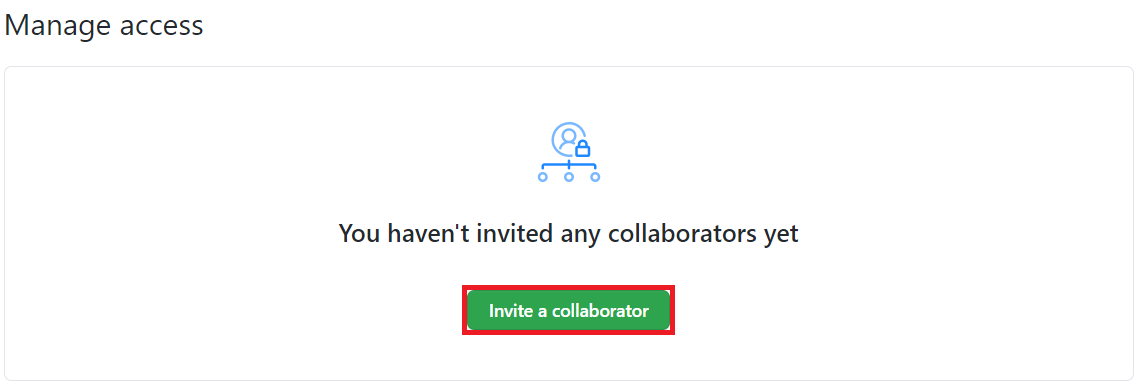 Manage access
You haven't invited any collaborators yet
Invite a collaborator